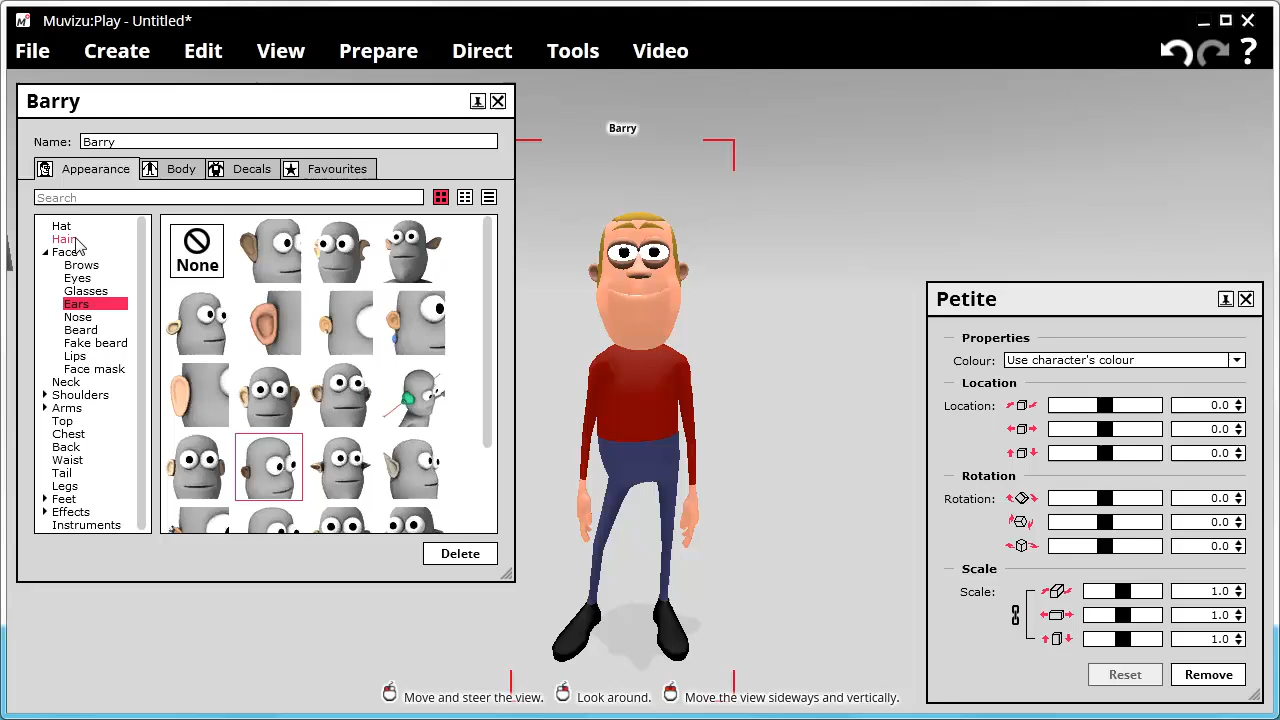 Muvizu:Play - Untitled*
File Create Edit View Prepare Direct Tools Video ?
Barry
Name: Barry
Appearance Body Decals Favourites
Search
Hat
Hair
Face
Brows
Eyes
Glasses
Ears
Nose
Beard
Fake beard
Lips
Face mask
Neck
Shoulders
Arms
Top
Chest
Back
Waist
Tail
Legs
Feet
Effects
Instruments
None
Delete
Barry
Petite
Properties
Colour: Use character's colour
Location
Location: 0.0
0.0
0.0
Rotation
Rotation: 0.0
0.0
0.0
Scale
Scale: 1.0
1.0
1.0
Reset Remove
Move and steer the view. Look around. Move the view sideways and vertically.